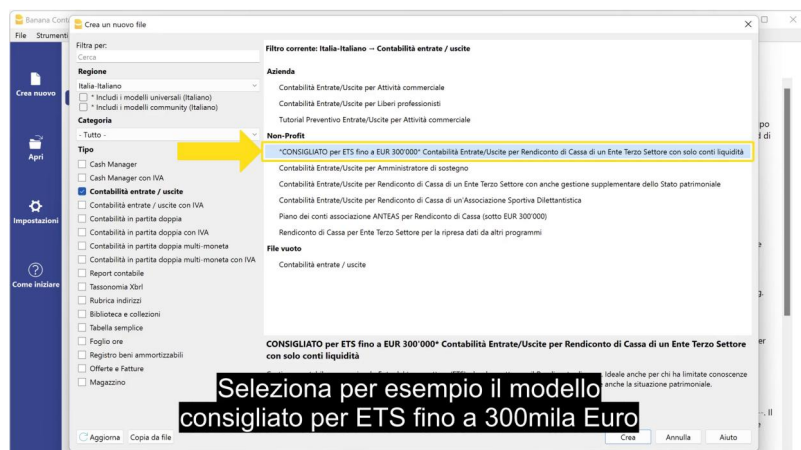 Banana Cont
File Strumenti
Crea nuovo
Apri
Impostazioni
Come iniziare
Crea un nuovo file
Filtra per:
Cerca
Regione
Italia-Italiano
* Includi i modelli universali (Italiano)
* Includi i modelli community (Italiano)
Categoria
- Tutto -
Tipo
Cash Manager
Cash Manager con IVA
Contabilità entrate / uscite
Contabilità entrate / uscite con IVA
Contabilità in partita doppia
Contabilità in partita doppia con IVA
Contabilità in partita doppia multi-moneta
Contabilità in partita doppia multi-moneta con IVA
Report contabile
Tassonomia Xbrl
Rubrica indirizzi
Biblioteca e collezioni
Tabella semplice
Foglio ore
Registro beni ammortizzabili
Offerte e Fatture
Magazzino
Aggiorna Copia da file
Filtro corrente: Italia-Italiano → Contabilità entrate / uscite
Azienda
Contabilità Entrate/Uscite per Attività commerciale
Contabilità Entrate/Uscite per Liberi professionisti
Tutorial Preventivo Entrate/Uscite per Attività commerciale
Non-Profit
*CONSIGLIATO per ETS fino a EUR 300'000* Contabilità Entrate/Uscite per Rendiconto di Cassa di un Ente Terzo Settore con solo conti liquidità
Contabilità Entrate/Uscite per Amministratore di sostegno
Contabilità Entrate/Uscite per Rendiconto di Cassa di un Ente Terzo Settore con anche gestione supplementare dello Stato patrimoniale
Contabilità Entrate/Uscite per Rendiconto di Cassa di un'Associazione Sportiva Dilettantistica
Piano dei conti associazione ANTEAS per Rendiconto di Cassa (sotto EUR 300'000)
Rendiconto di Cassa per Ente Terzo Settore per la ripresa dati da altri programmi
File vuoto
Contabilità entrate / uscite
CONSIGLIATO per ETS fino a EUR 300'000* Contabilità Entrate/Uscite per Rendiconto di Cassa di un Ente Terzo Settore
con solo conti liquidità
Ideale anche per chi ha limitate conoscenze
anche la situazione patrimoniale.
Seleziona per esempio il modello
consigliato per ETS fino a 300mila Euro
Crea Annulla Aiuto
po
di